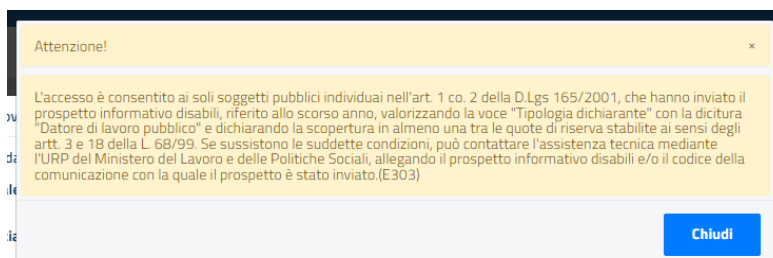 Attenzione!
×
L'accesso è consentito ai soli soggetti pubblici individuai nell'art. 1 co. 2 della D.Lgs 165/2001, che hanno inviato il
prospetto informativo disabili, riferito allo scorso anno, valorizzando la voce "Tipologia dichiarante" con la dicitura
"Datore di lavoro pubblico" e dichiarando la scopertura in almeno una tra le quote di riserva stabilite ai sensi degli
artt. 3 e 18 della L. 68/99. Se sussistono le suddette condizioni, può contattare l'assistenza tecnica mediante
l'URP del Ministero del Lavoro e delle Politiche Sociali, allegando il prospetto informativo disabili e/o il codice della
comunicazione con la quale il prospetto è stato inviato.(E303)
Chiudi